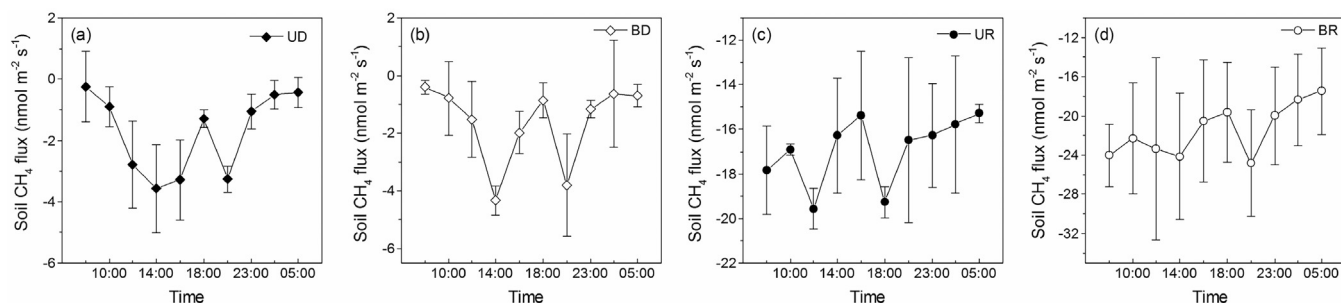 (a)
UD
Soil CH₄ flux (nmol m⁻² s⁻¹)
2
0
-2
-4
-6
10:00 14:00 18:00 23:00 05:00
Time
(b)
BD
Soil CH₄ flux (nmol m⁻² s⁻¹)
2
0
-2
-4
-6
10:00 14:00 18:00 23:00 05:00
Time
(c)
UR
Soil CH₄ flux (nmol m⁻² s⁻¹)
-12
-14
-16
-18
-20
-22
10:00 14:00 18:00 23:00 05:00
Time
(d)
BR
Soil CH₄ flux (nmol m⁻² s⁻¹)
-12
-16
-20
-24
-28
-32
10:00 14:00 18:00 23:00 05:00
Time